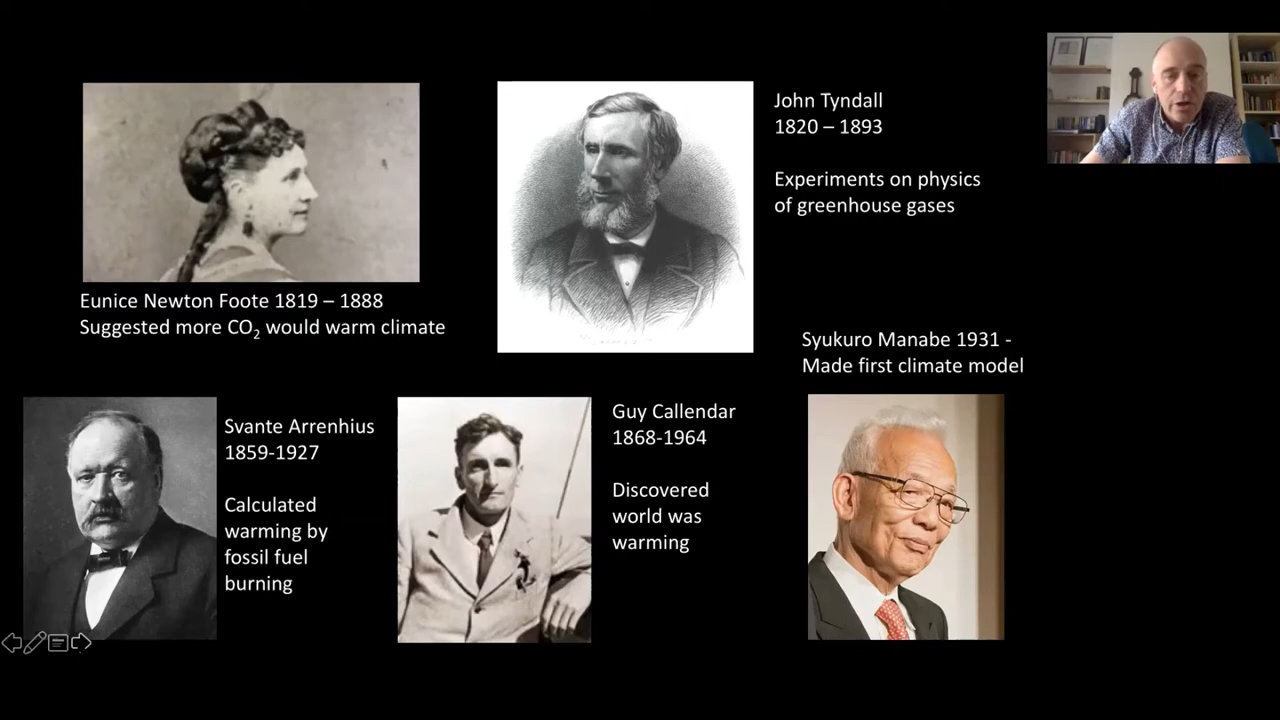 Eunice Newton Foote 1819 – 1888
Suggested more CO₂ would warm climate
John Tyndall
1820 – 1893
Experiments on physics
of greenhouse gases
Svante Arrenhius
1859-1927
Calculated
warming by
fossil fuel
burning
Guy Callendar
1868-1964
Discovered
world was
warming
Syukuro Manabe 1931 -
Made first climate model